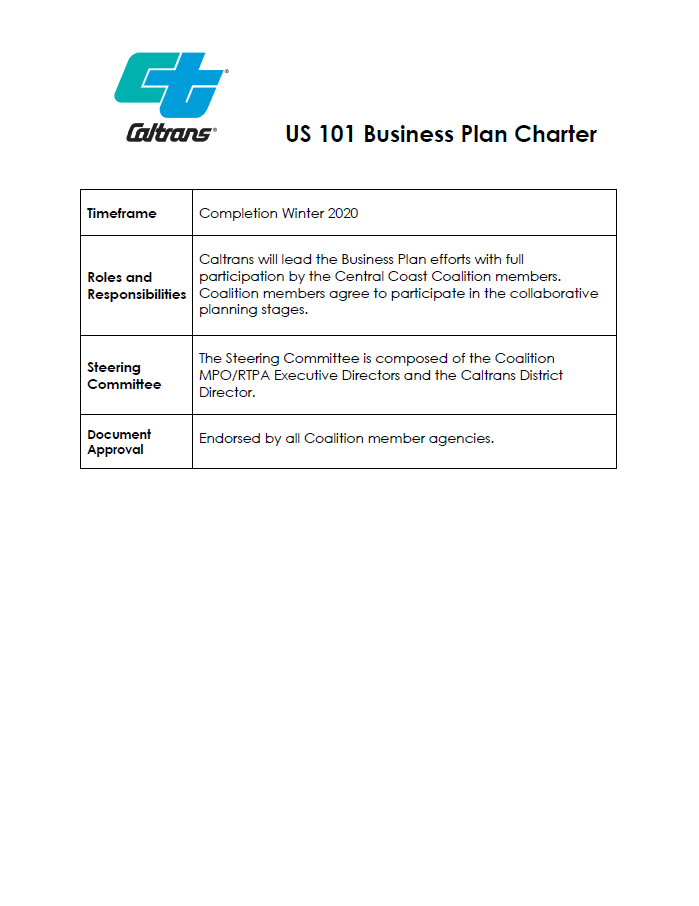 Caltrans®
US 101 Business Plan Charter
Timeframe
Completion Winter 2020
Roles and
Responsibilities
Caltrans will lead the Business Plan efforts with full
participation by the Central Coast Coalition members.
Coalition members agree to participate in the collaborative
planning stages.
Steering
Committee
The Steering Committee is composed of the Coalition
MPO/RTPA Executive Directors and the Caltrans District
Director.
Document
Approval
Endorsed by all Coalition member agencies.